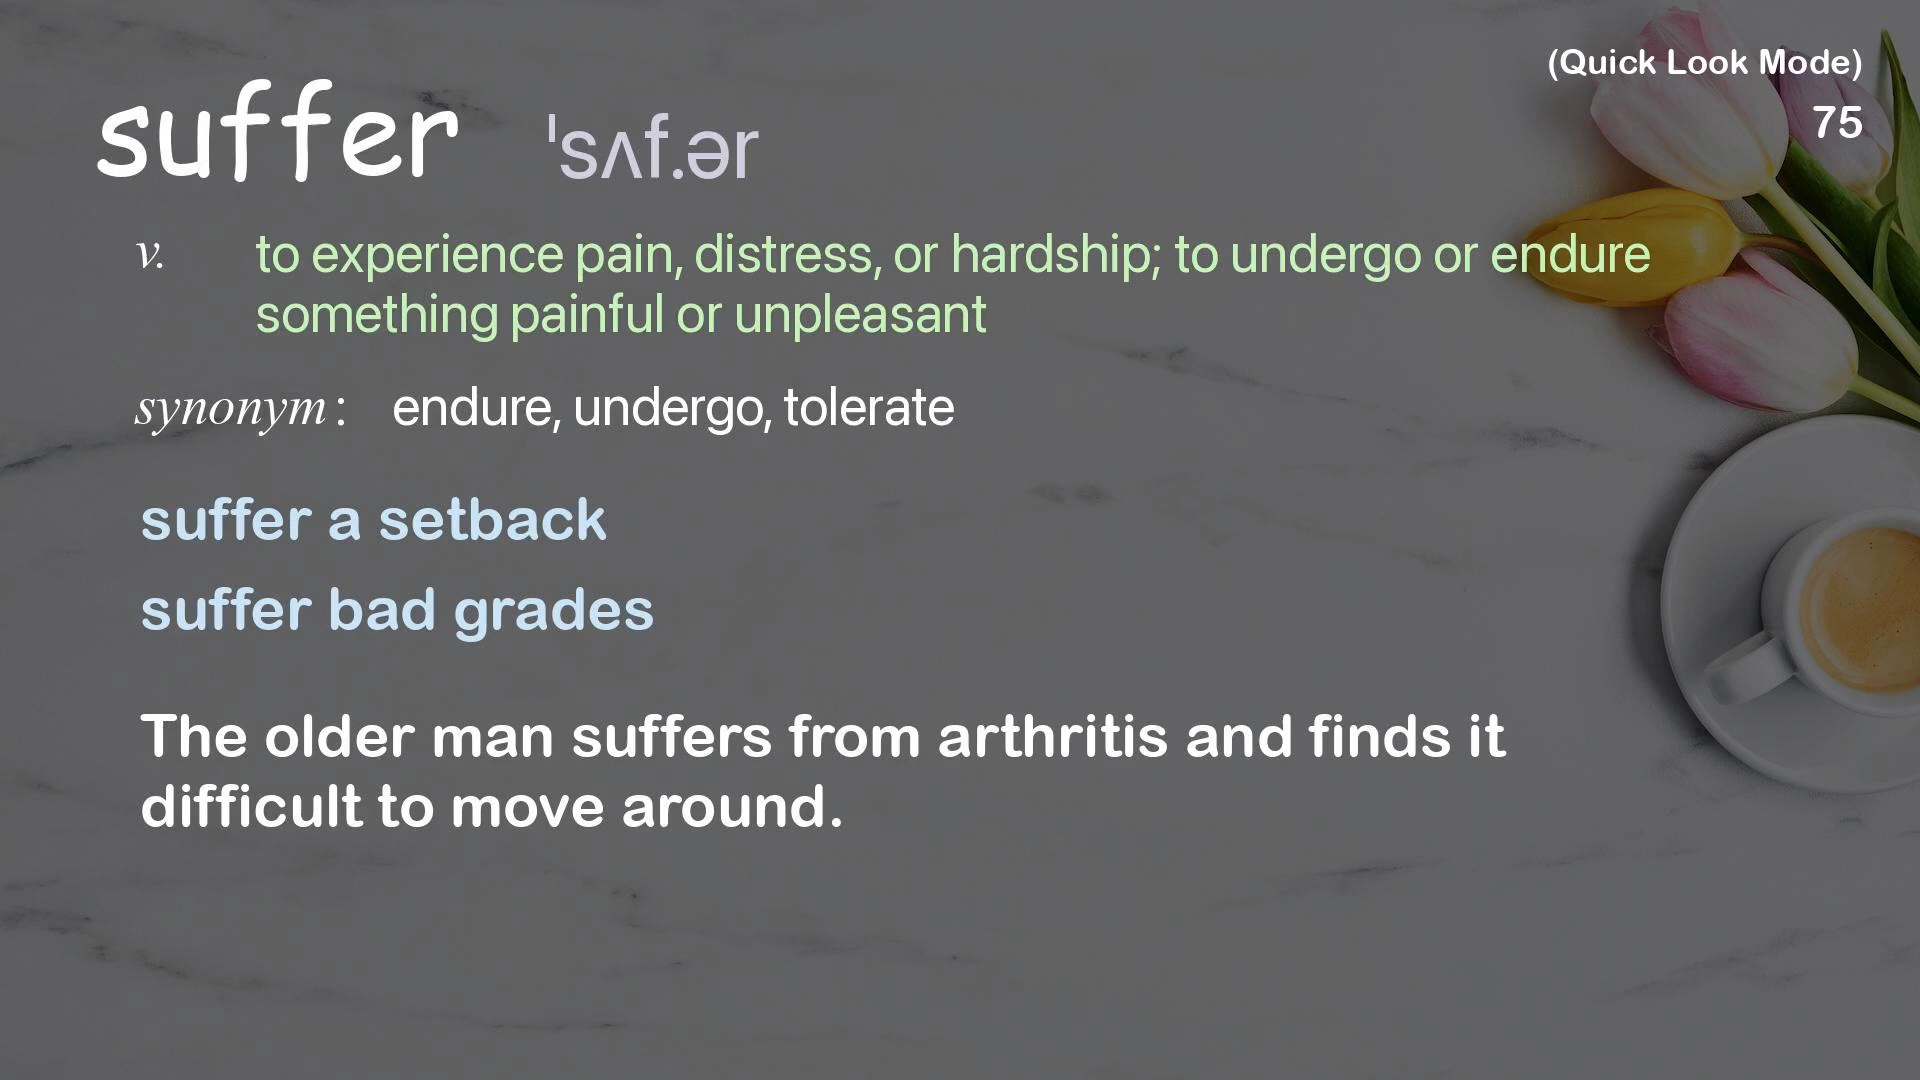 (Quick Look Mode)
75
suffer ˈsʌf.ər
v. to experience pain, distress, or hardship; to undergo or endure
something painful or unpleasant
synonym: endure, undergo, tolerate
suffer a setback
suffer bad grades
The older man suffers from arthritis and finds it
difficult to move around.